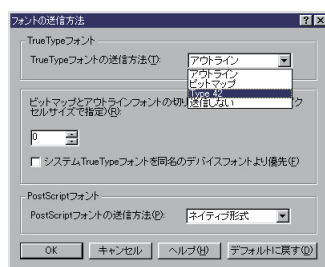 フォントの送信方法
TrueTypeフォント
TrueTypeフォントの送信方法(T):
アウトライン
アウトライン
ビットマップ
Type 42
送信しない
ビットマップとアウトラインフォントの切り
セルサイズで指定)(R):
0
システムTrueTypeフォントを同名のデバイスフォントより優先(F)
PostScriptフォント
PostScriptフォントの送信方法(P):
ネイティブ形式
OK
キャンセル
ヘルプ(H)
デフォルトに戻す(D)